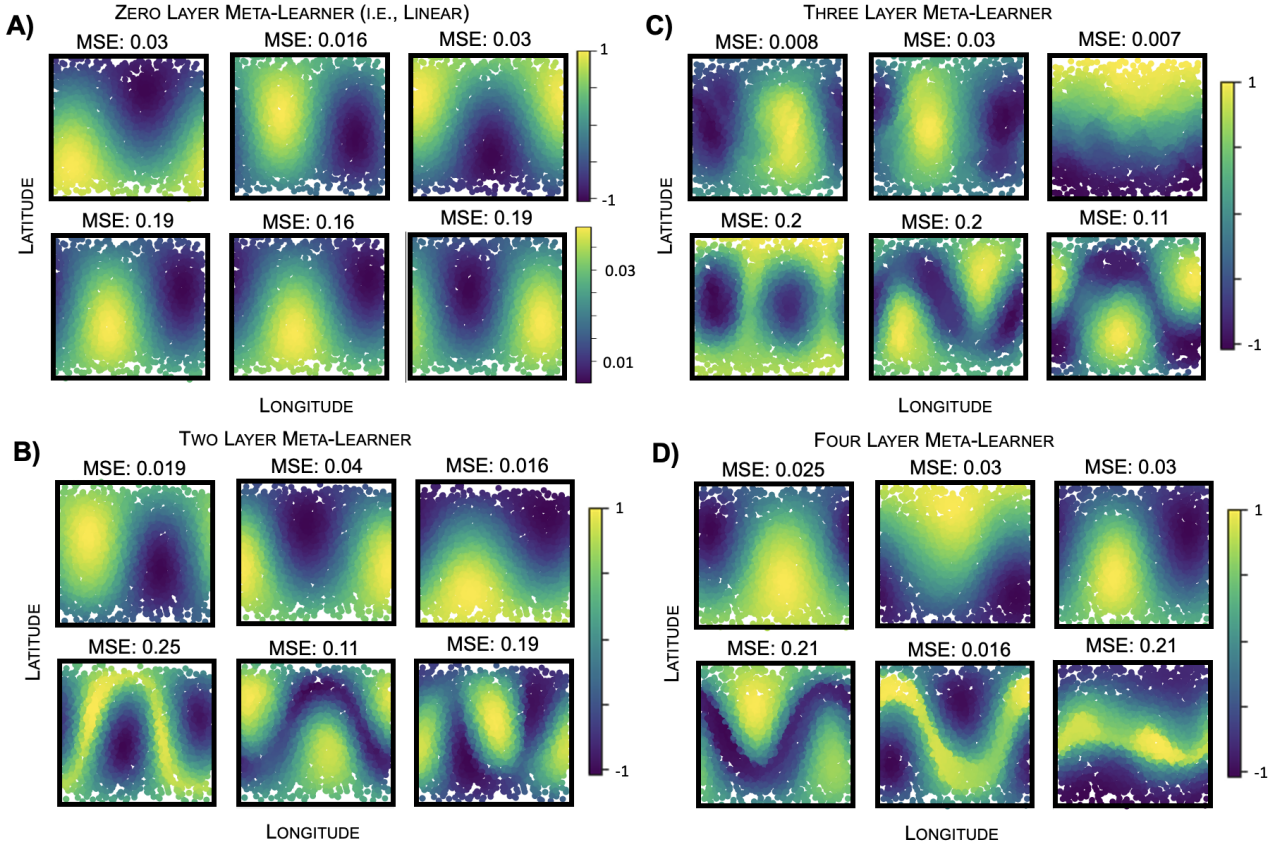 A)
ZERO LAYER META-LEARNER (I.E., LINEAR)
MSE: 0.03 MSE: 0.016 MSE: 0.03
1
-1
LATITUDE
MSE: 0.19 MSE: 0.16 MSE: 0.19
0.03
0.01
LONGITUDE
B)
TWO LAYER META-LEARNER
MSE: 0.019 MSE: 0.04 MSE: 0.016
1
LATITUDE
MSE: 0.25 MSE: 0.11 MSE: 0.19
-1
LONGITUDE
C)
THREE LAYER META-LEARNER
MSE: 0.008 MSE: 0.03 MSE: 0.007
1
LATITUDE
MSE: 0.2 MSE: 0.2 MSE: 0.11
-1
LONGITUDE
D)
FOUR LAYER META-LEARNER
MSE: 0.025 MSE: 0.03 MSE: 0.03
1
LATITUDE
MSE: 0.21 MSE: 0.016 MSE: 0.21
-1
LONGITUDE